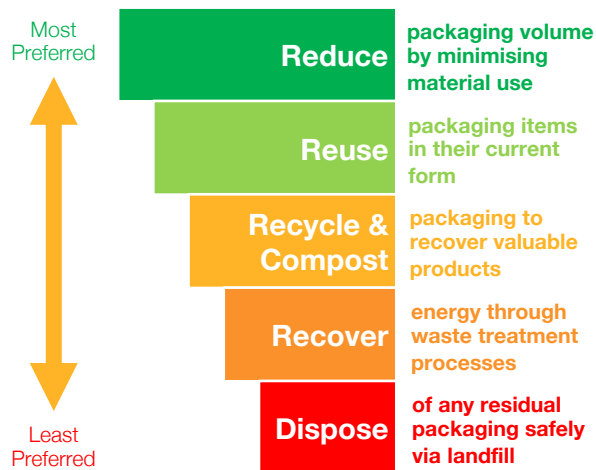 Most
Preferred
Reduce
packaging volume
by minimising
material use
Reuse
packaging items
in their current
form
Recycle &
Compost
packaging to
recover valuable
products
Recover
energy through
waste treatment
processes
Least
Preferred
Dispose
of any residual
packaging safely
via landfill